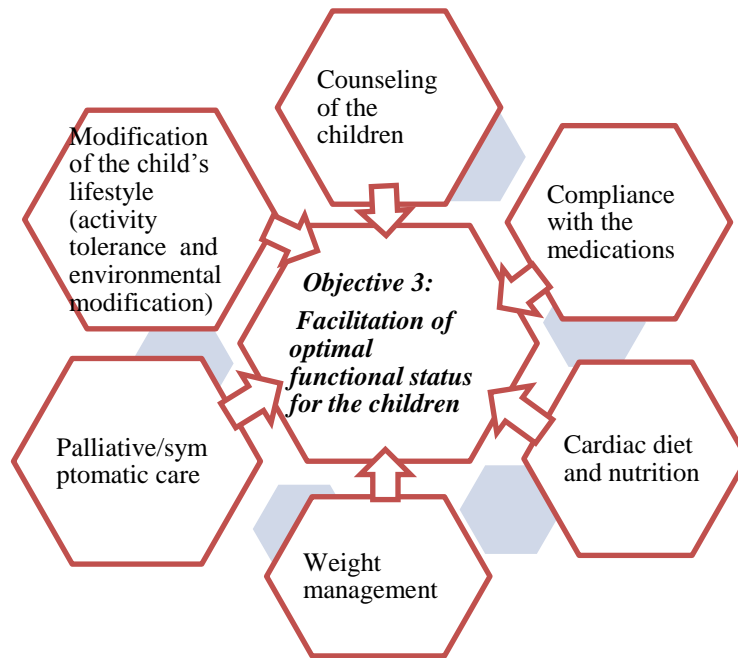 Counseling
of the
children
Modification
of the child's
lifestyle
(activity
tolerance and
environmental
modification)
Compliance
with the
medications
Objective 3:
Facilitation of
optimal
functional status
for the children
Palliative/sym
ptomatic care
Cardiac diet
and nutrition
Weight
management